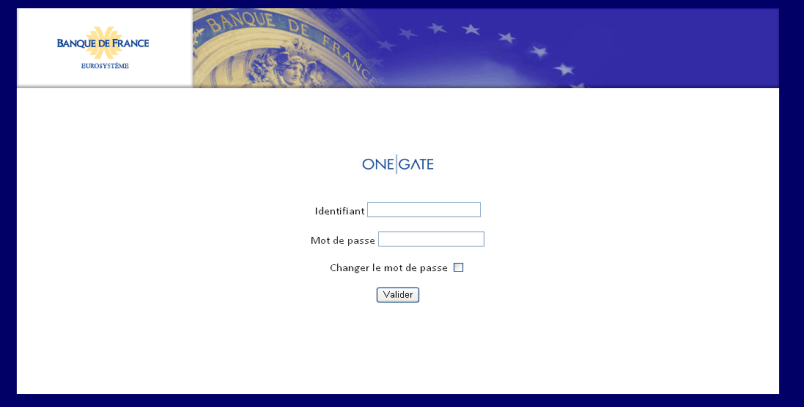 BANQUE DE FRANCE
EUROSYSTÈME
BANQUE DE FRANCE
ONE|GATE
Identifiant
Mot de passe
Changer le mot de passe
Valider